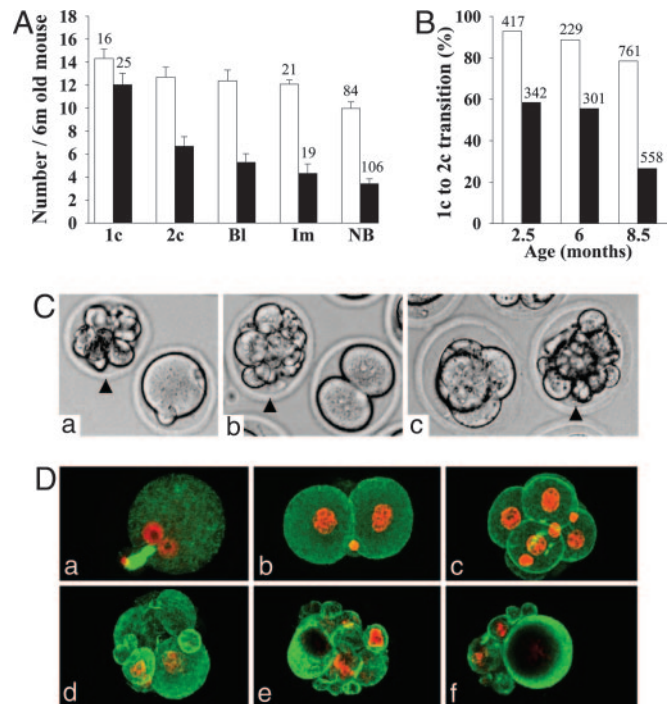 A
Number / 6m old mouse
18
16
14
12
10
8
6
4
2
0
16
25
21
19
84
106
1c 2c Bl Im NB
B
1c to 2c transition (%)
100
80
60
40
20
0
417
342
229
301
761
558
2.5 6 8.5
Age (months)
C
a b c
D
a b c
d e f